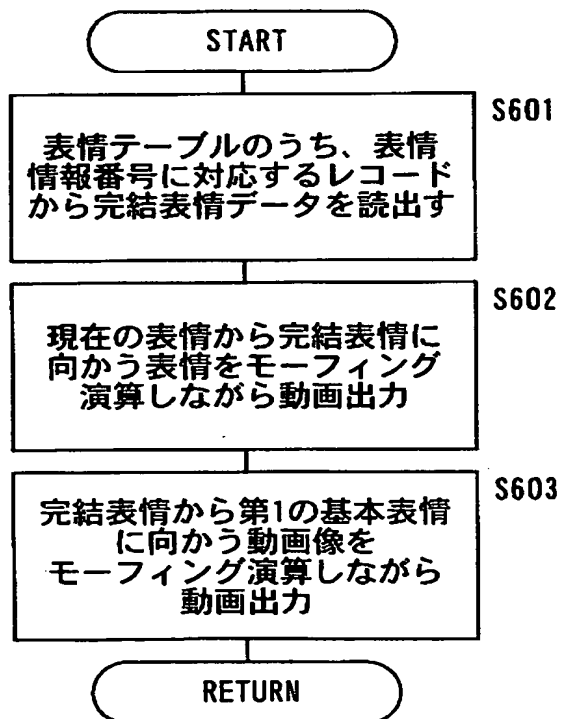 START
S601
表情テーブルのうち、表情
情報番号に対応するレコード
から完結表情データを読出す
S602
現在の表情から完結表情に
向かう表情をモーフィング
演算しながら動画出力
S603
完結表情から第1の基本表情
に向かう動画像を
モーフィング演算しながら
動画出力
RETURN